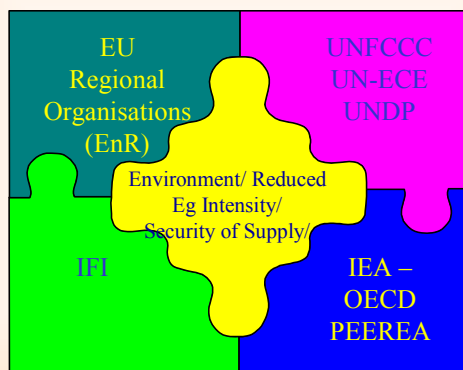 EU
Regional
Organisations
(EnR)
UNFCCC
UN-ECE
UNDP
Environment/ Reduced
Eg Intensity/
Security of Supply/
IFI
IEA –
OECD
PEEREA